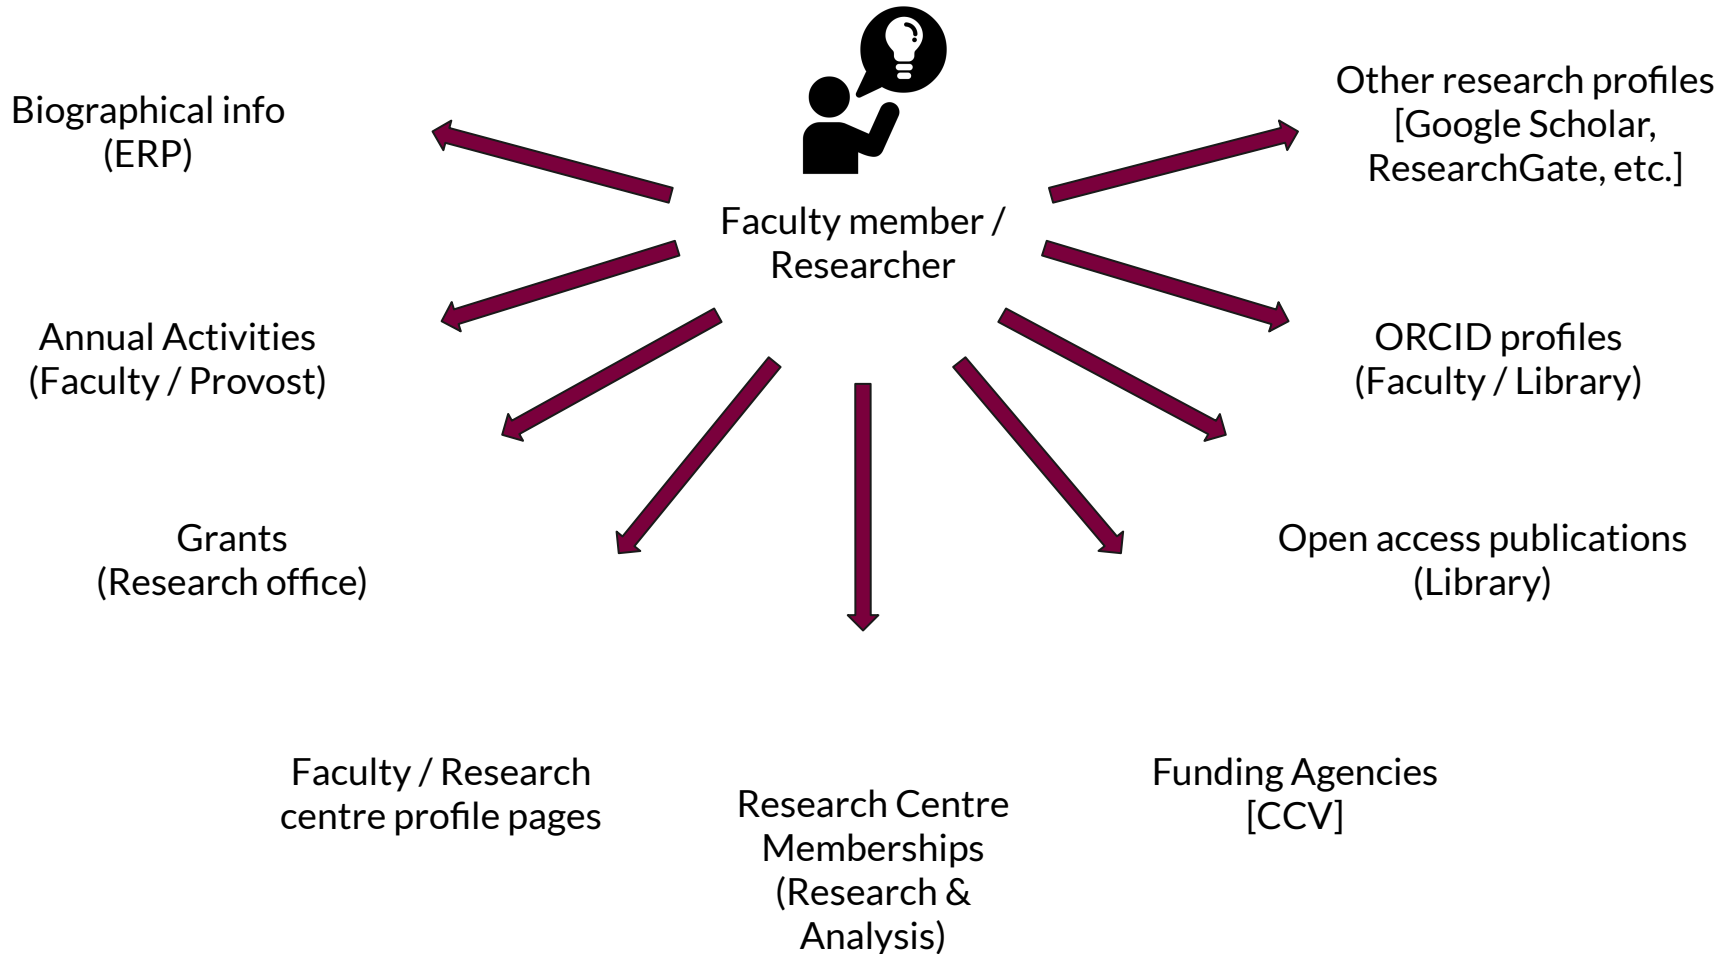 Biographical info
(ERP)
Faculty member /
Researcher
Other research profiles
[Google Scholar,
ResearchGate, etc.]
Annual Activities
(Faculty / Provost)
ORCID profiles
(Faculty / Library)
Grants
(Research office)
Open access publications
(Library)
Faculty / Research
centre profile pages
Research Centre
Memberships
(Research &
Analysis)
Funding Agencies
[CCV]